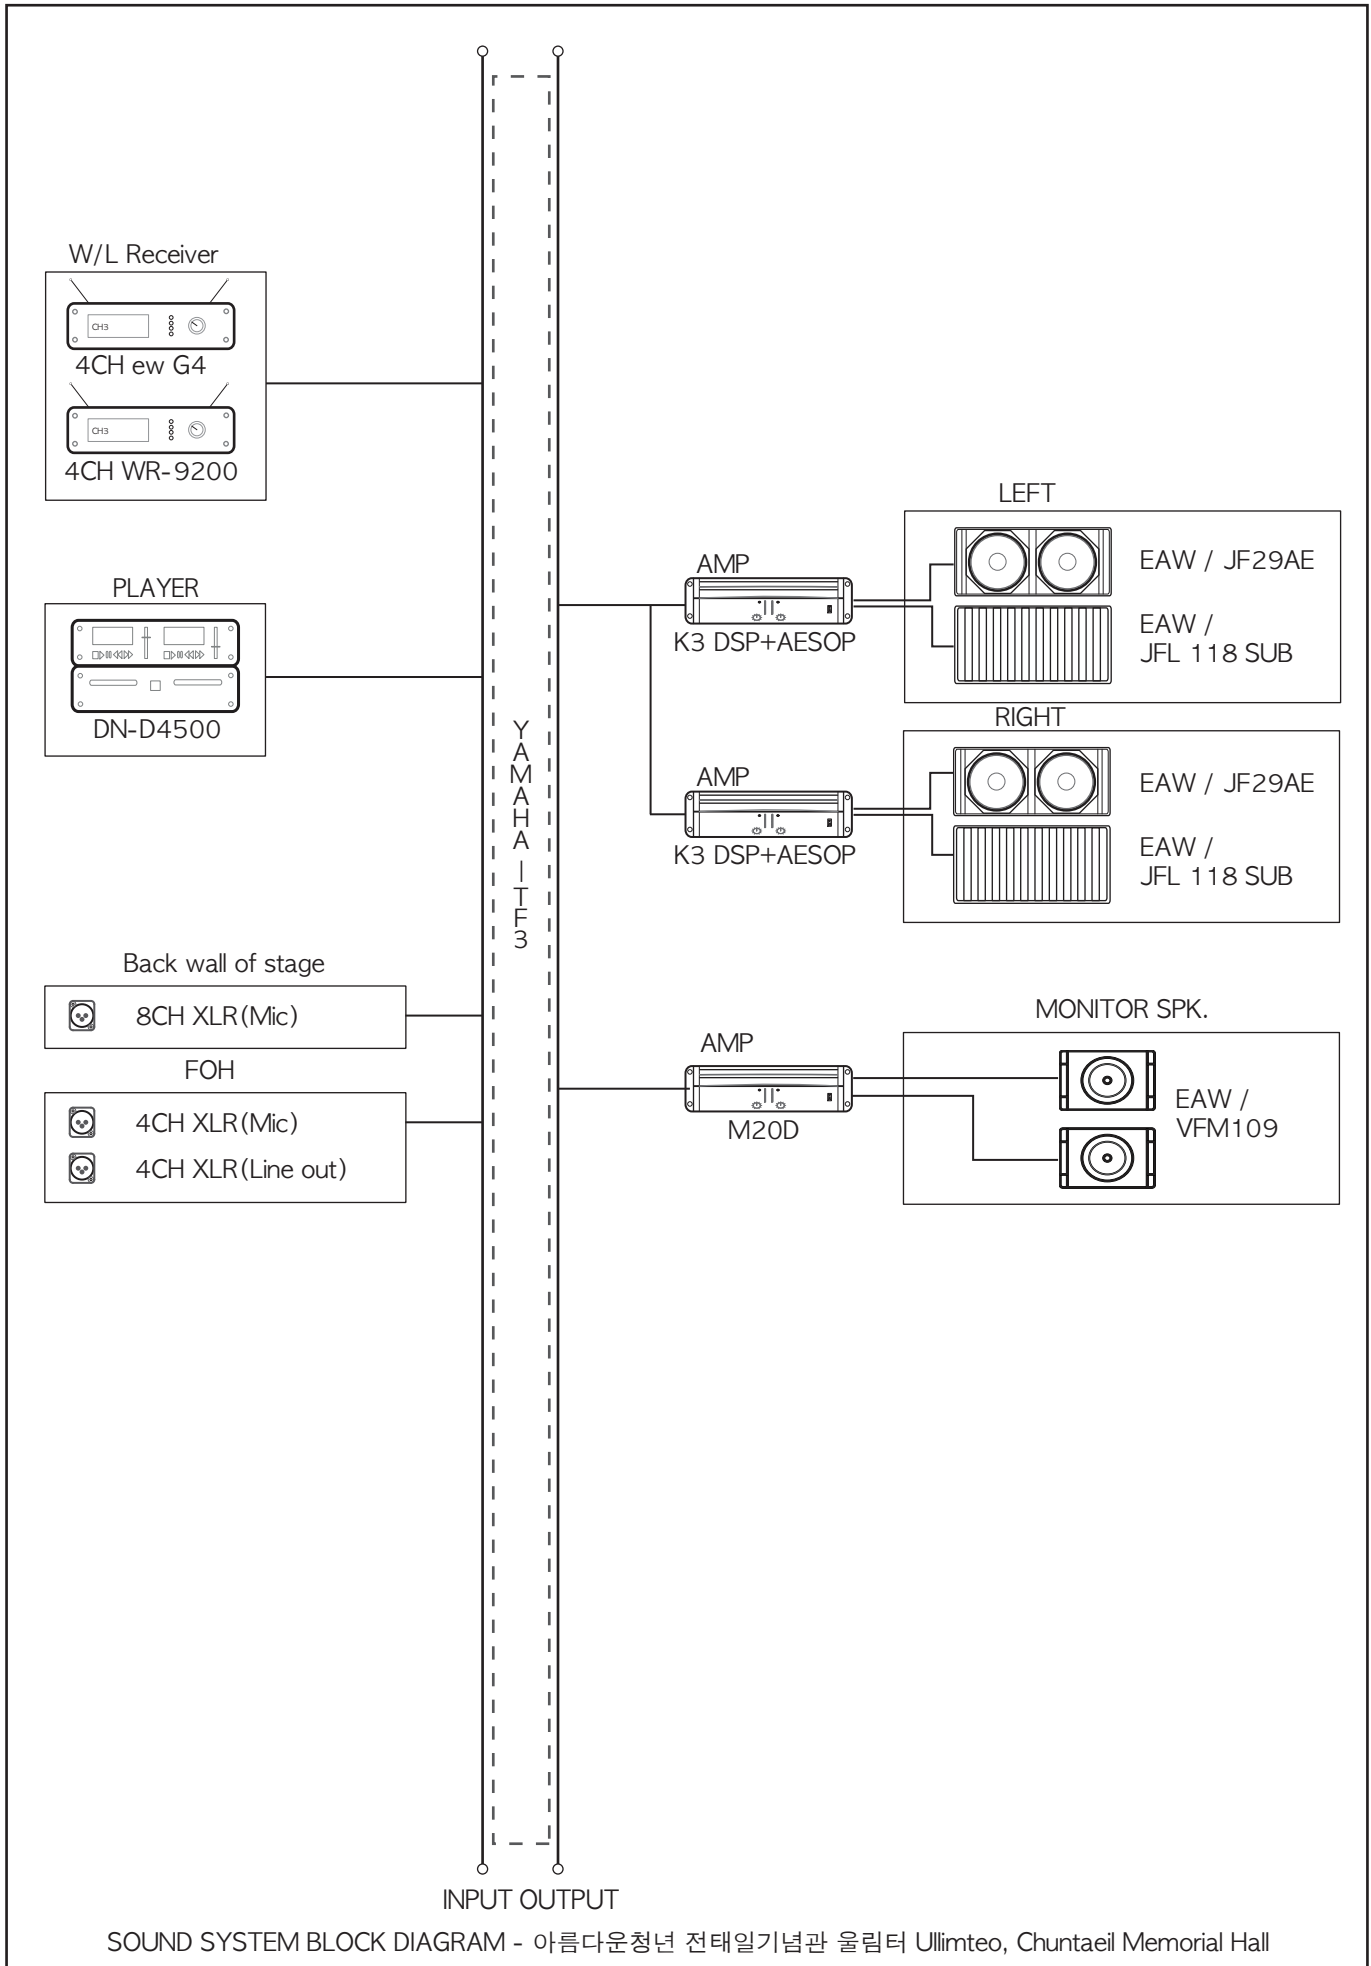 W/L Receiver
CH3
4CH ew G4
CH3
4CH WR-9200
PLAYER
DN-D4500
Back wall of stage
8CH XLR(Mic)
FOH
4CH XLR(Mic)
4CH XLR(Line out)
YAMAHA-TF3
AMP
K3 DSP+AESOP
LEFT
EAW / JF29AE
EAW /
JFL 118 SUB
AMP
K3 DSP+AESOP
RIGHT
EAW / JF29AE
EAW /
JFL 118 SUB
AMP
M20D
MONITOR SPK.
EAW /
VFM109
INPUT OUTPUT
SOUND SYSTEM BLOCK DIAGRAM - 아름다운청년 전태일기념관 울림터 Ullimteo, Chuntaeil Memorial Hall